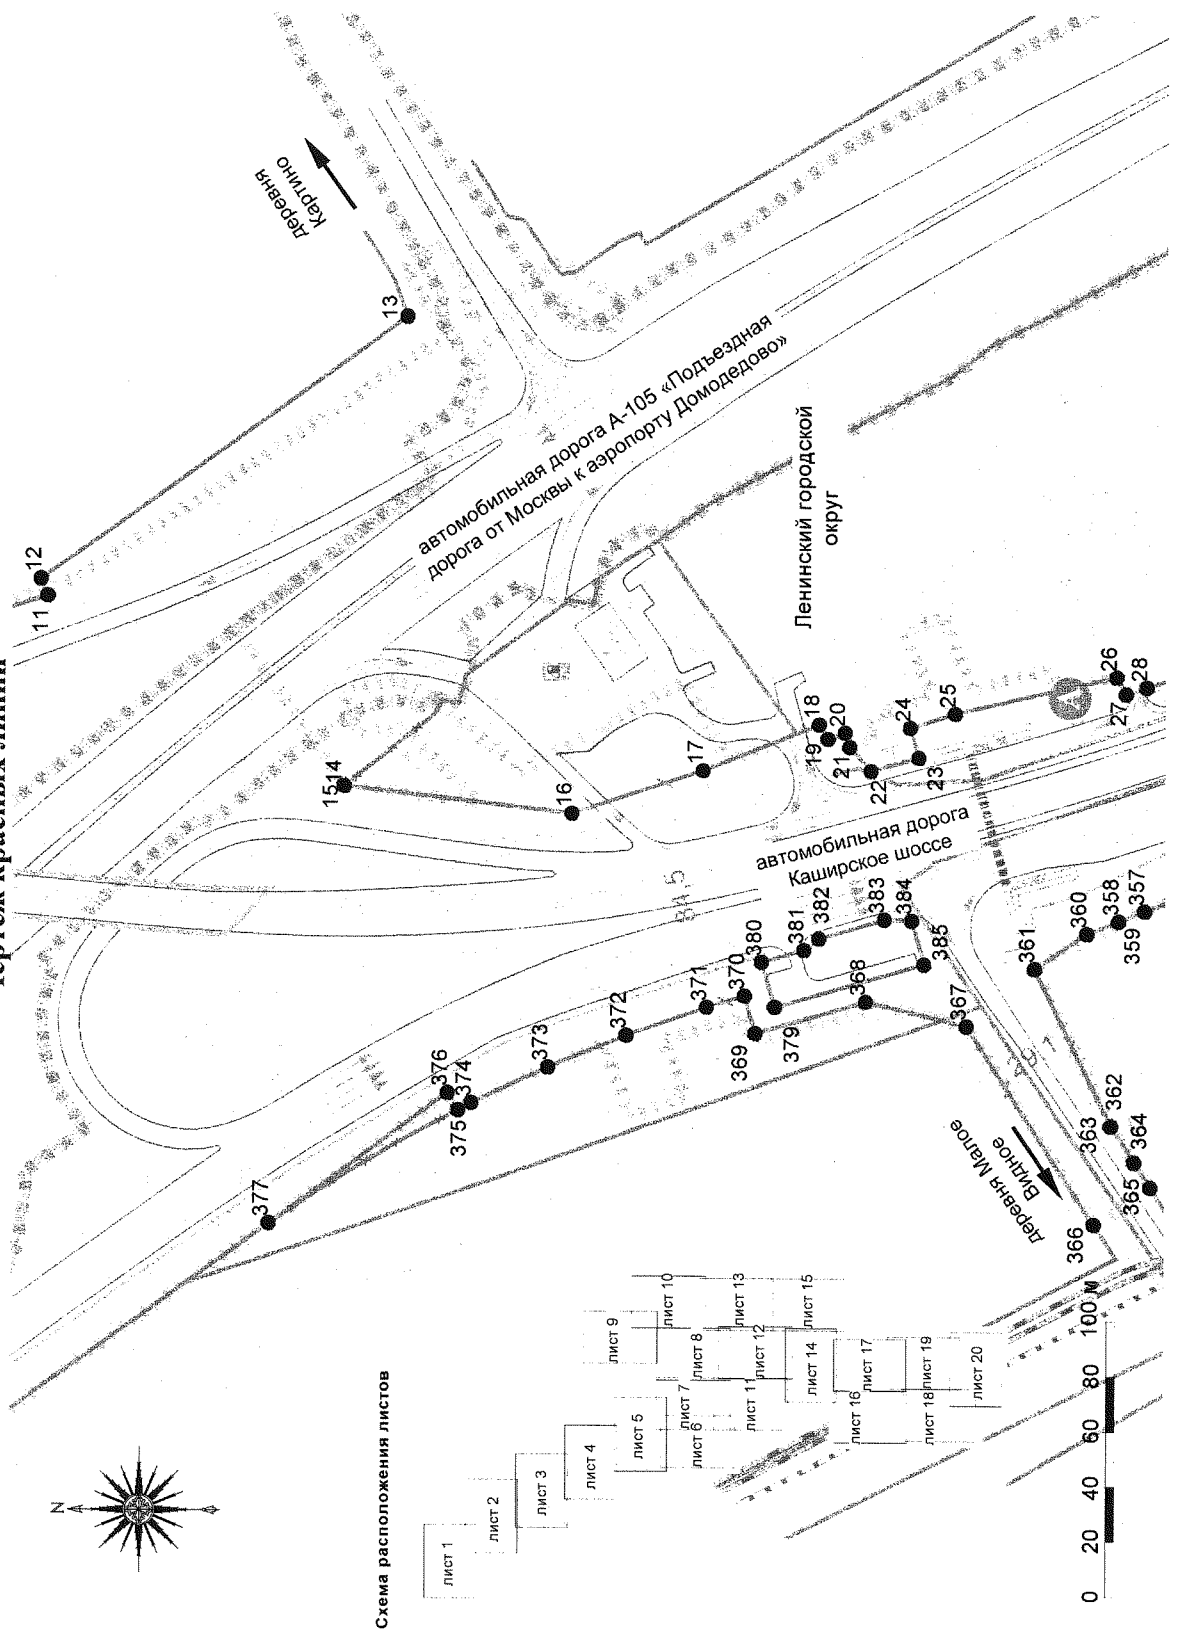 Чертеж красных линий
N
деревня
Картино
11
12
13
автомобильная дорога А-105 «Подъездная
дорога от Москвы к аэропорту Домодедово»
Ленинский городской
округ
1514
16
17
18
19
20
21
22
23
24
25
26
27
28
А
автомобильная дорога
Каширское шоссе
377
376
375
374
373
372
371
370
369
380
379
381
382
383
384
385
368
367
366
361
360
359
358
357
362
363
364
365
деревня Малое
Видное
Схема расположения листов
лист 1
лист 2
лист 3
лист 4
лист 5
лист 6
лист 7
лист 8
лист 9
лист 10
лист 11
лист 12
лист 13
лист 14
лист 15
лист 16
лист 17
лист 18
лист 19
лист 20
0 20 40 60 80 100 м